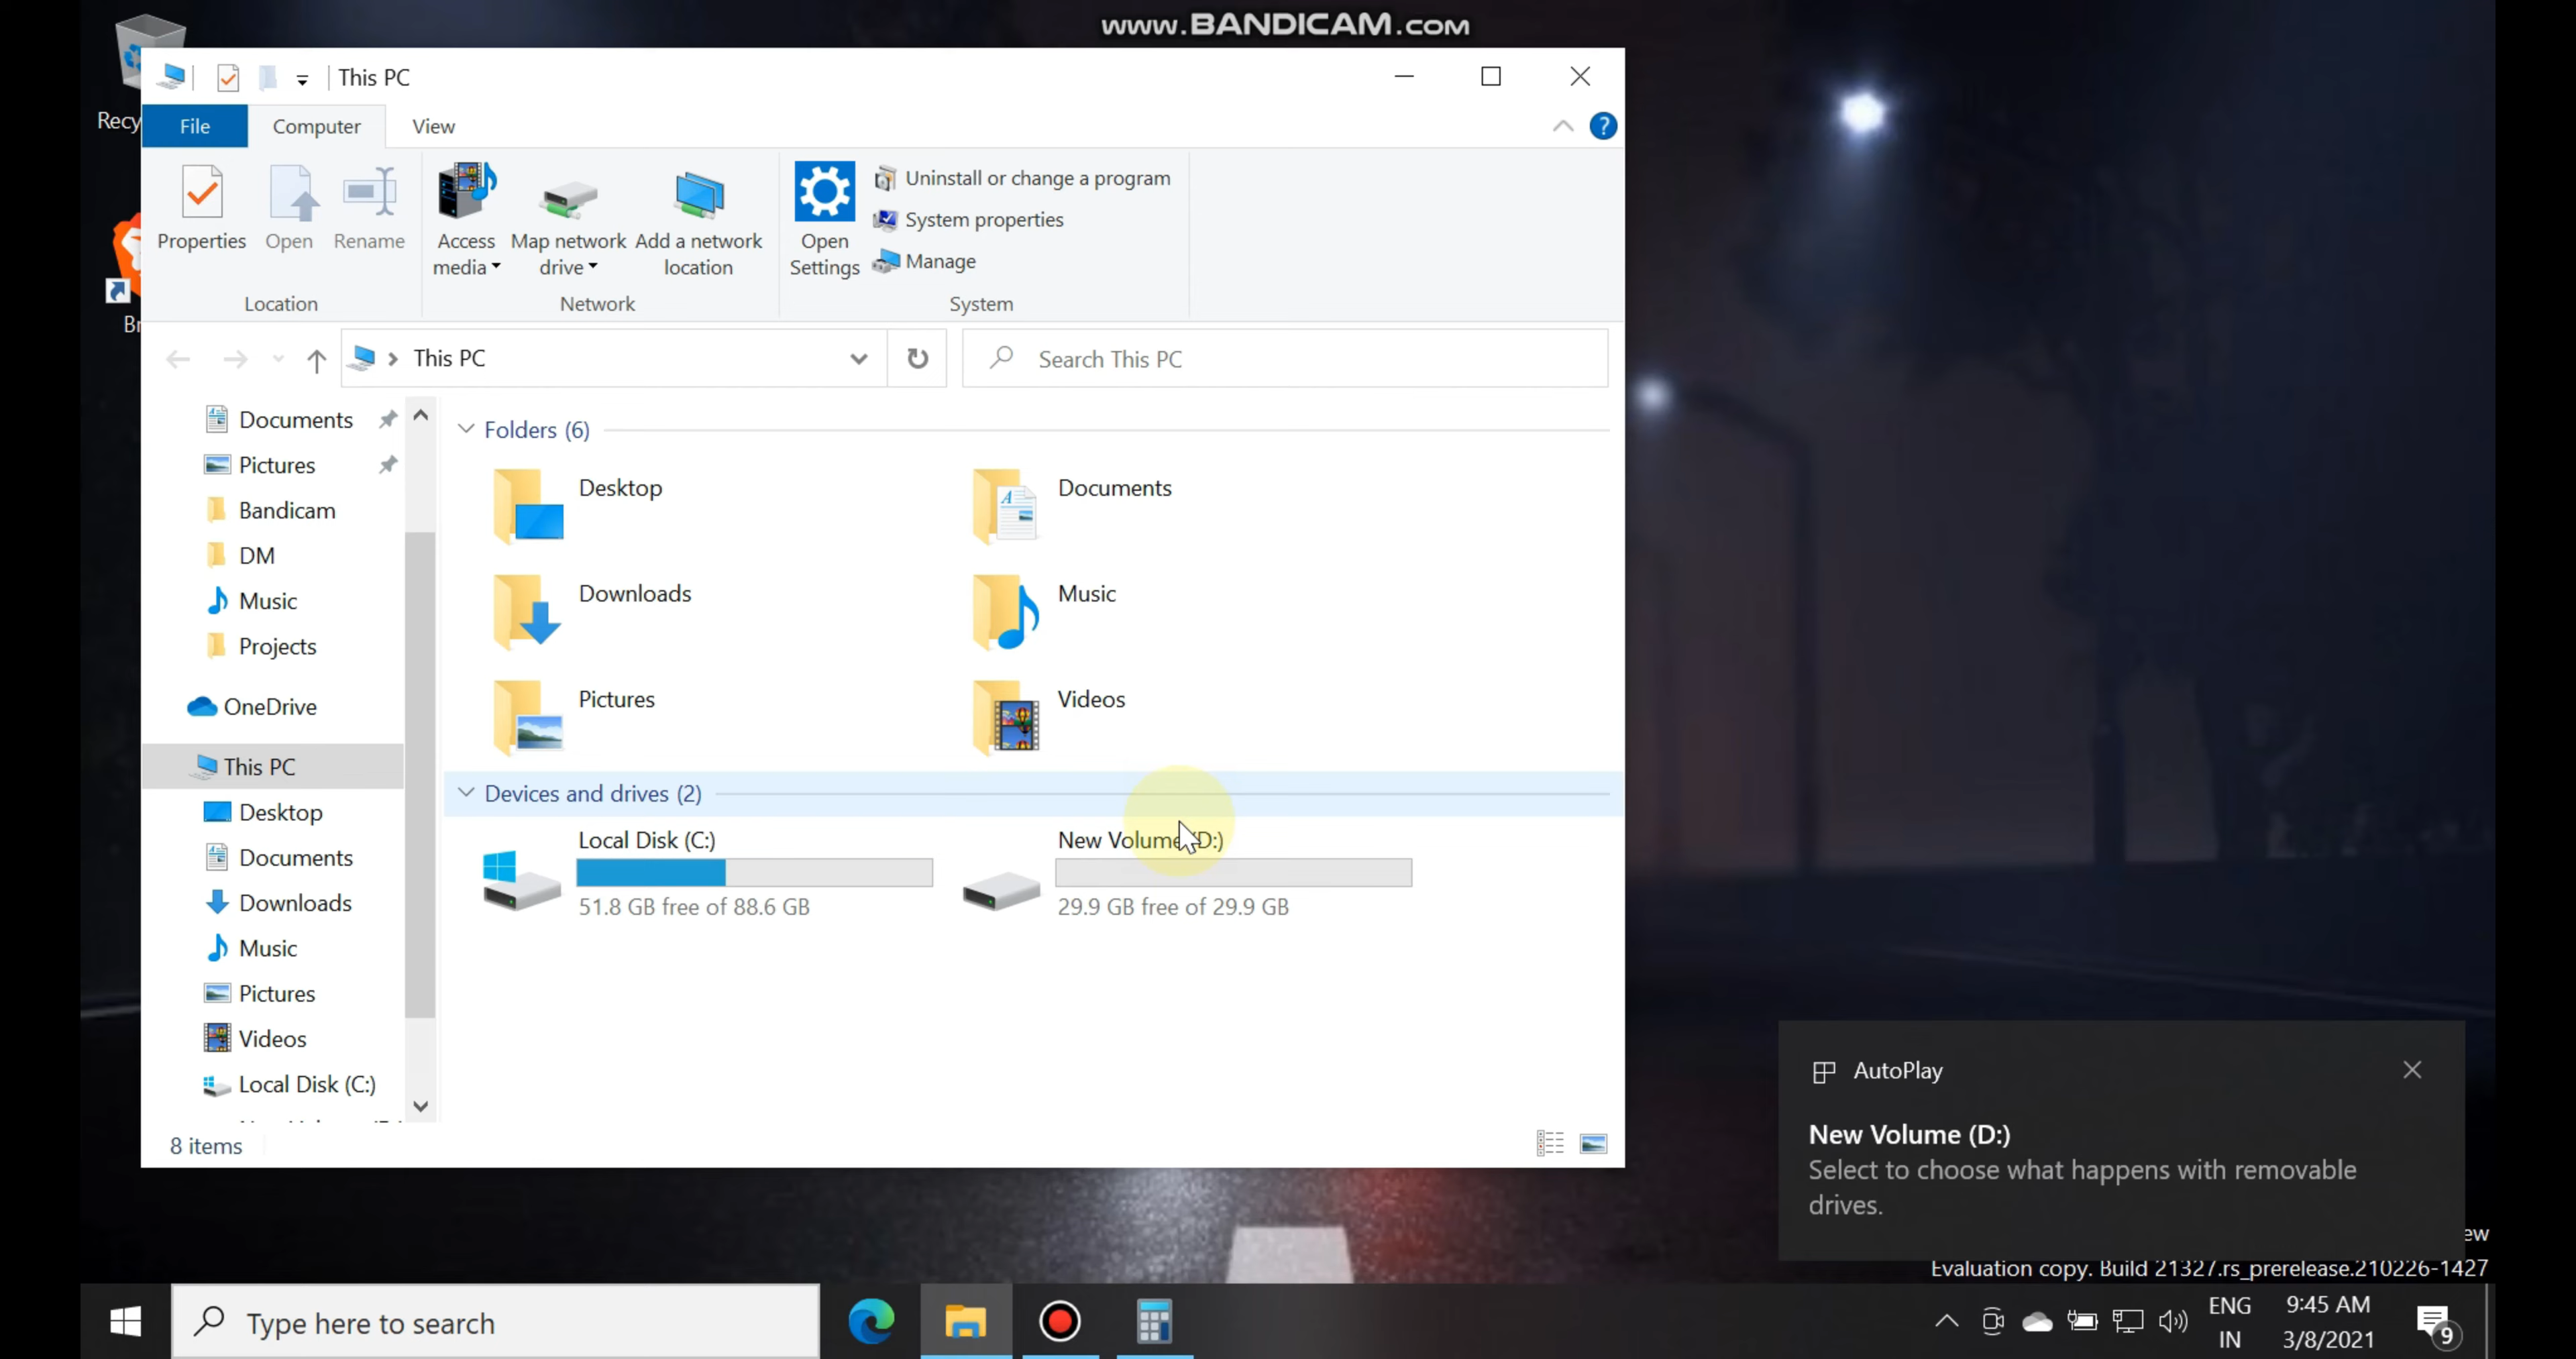 www.BANDICAM.com
Recy
This PC
File
Computer
View
Properties
Open
Rename
Access
media
Map network
drive
Add a network
location
Open
Settings
Uninstall or change a program
System properties
Manage
Location
Network
System
Br
This PC
Search This PC
Documents
Pictures
Bandicam
DM
Music
Projects
OneDrive
This PC
Desktop
Documents
Downloads
Music
Pictures
Videos
Local Disk (C:)
Folders (6)
Desktop
Documents
Downloads
Music
Pictures
Videos
Devices and drives (2)
Local Disk (C:)
51.8 GB free of 88.6 GB
New Volume (D:)
29.9 GB free of 29.9 GB
8 items
AutoPlay
New Volume (D:)
Select to choose what happens with removable
drives.
ew
Evaluation copy. Build 21327.rs_prerelease.210226-1427
Type here to search
ENG
IN
9:45 AM
3/8/2021
9